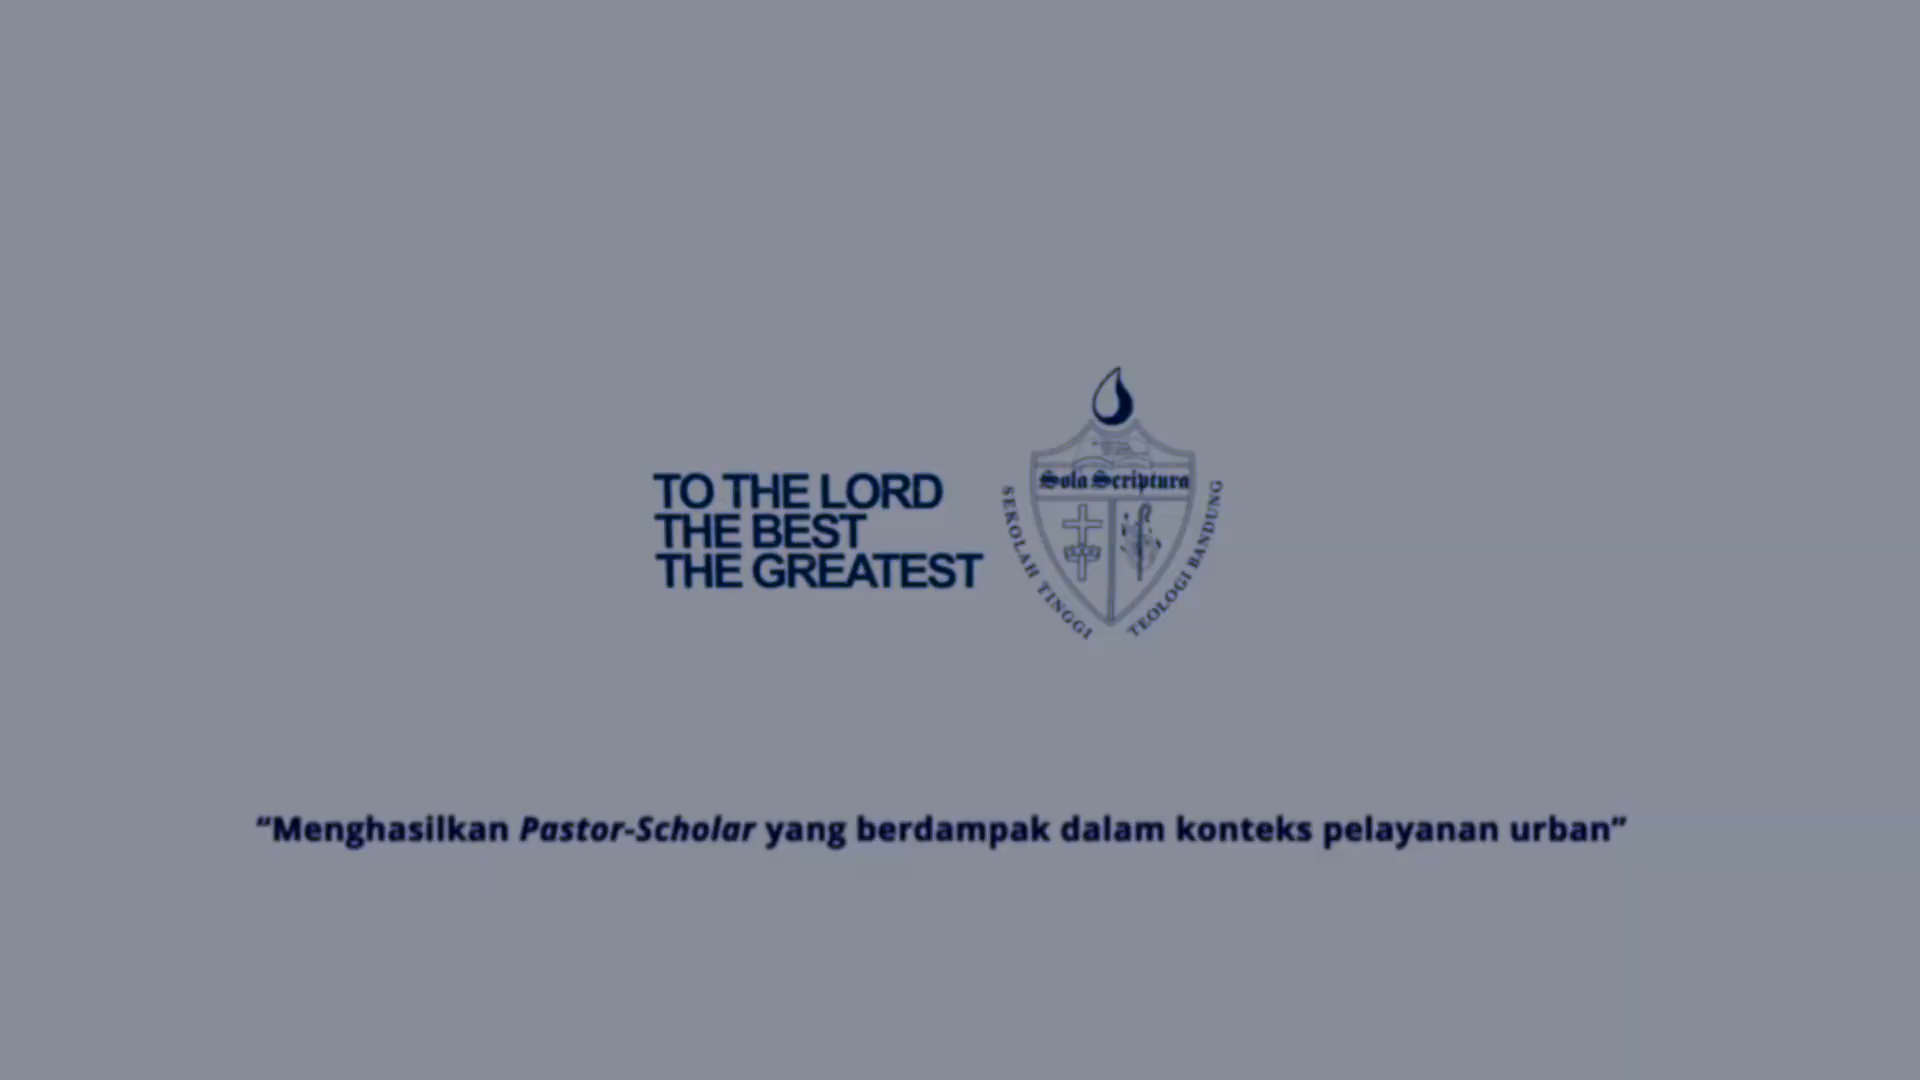 TO THE LORD
THE BEST
THE GREATEST
Sola Scriptura
SEKOLAH TINGGI TEOLOGI BANDUNG
“Menghasilkan Pastor-Scholar yang berdampak dalam konteks pelayanan urban”